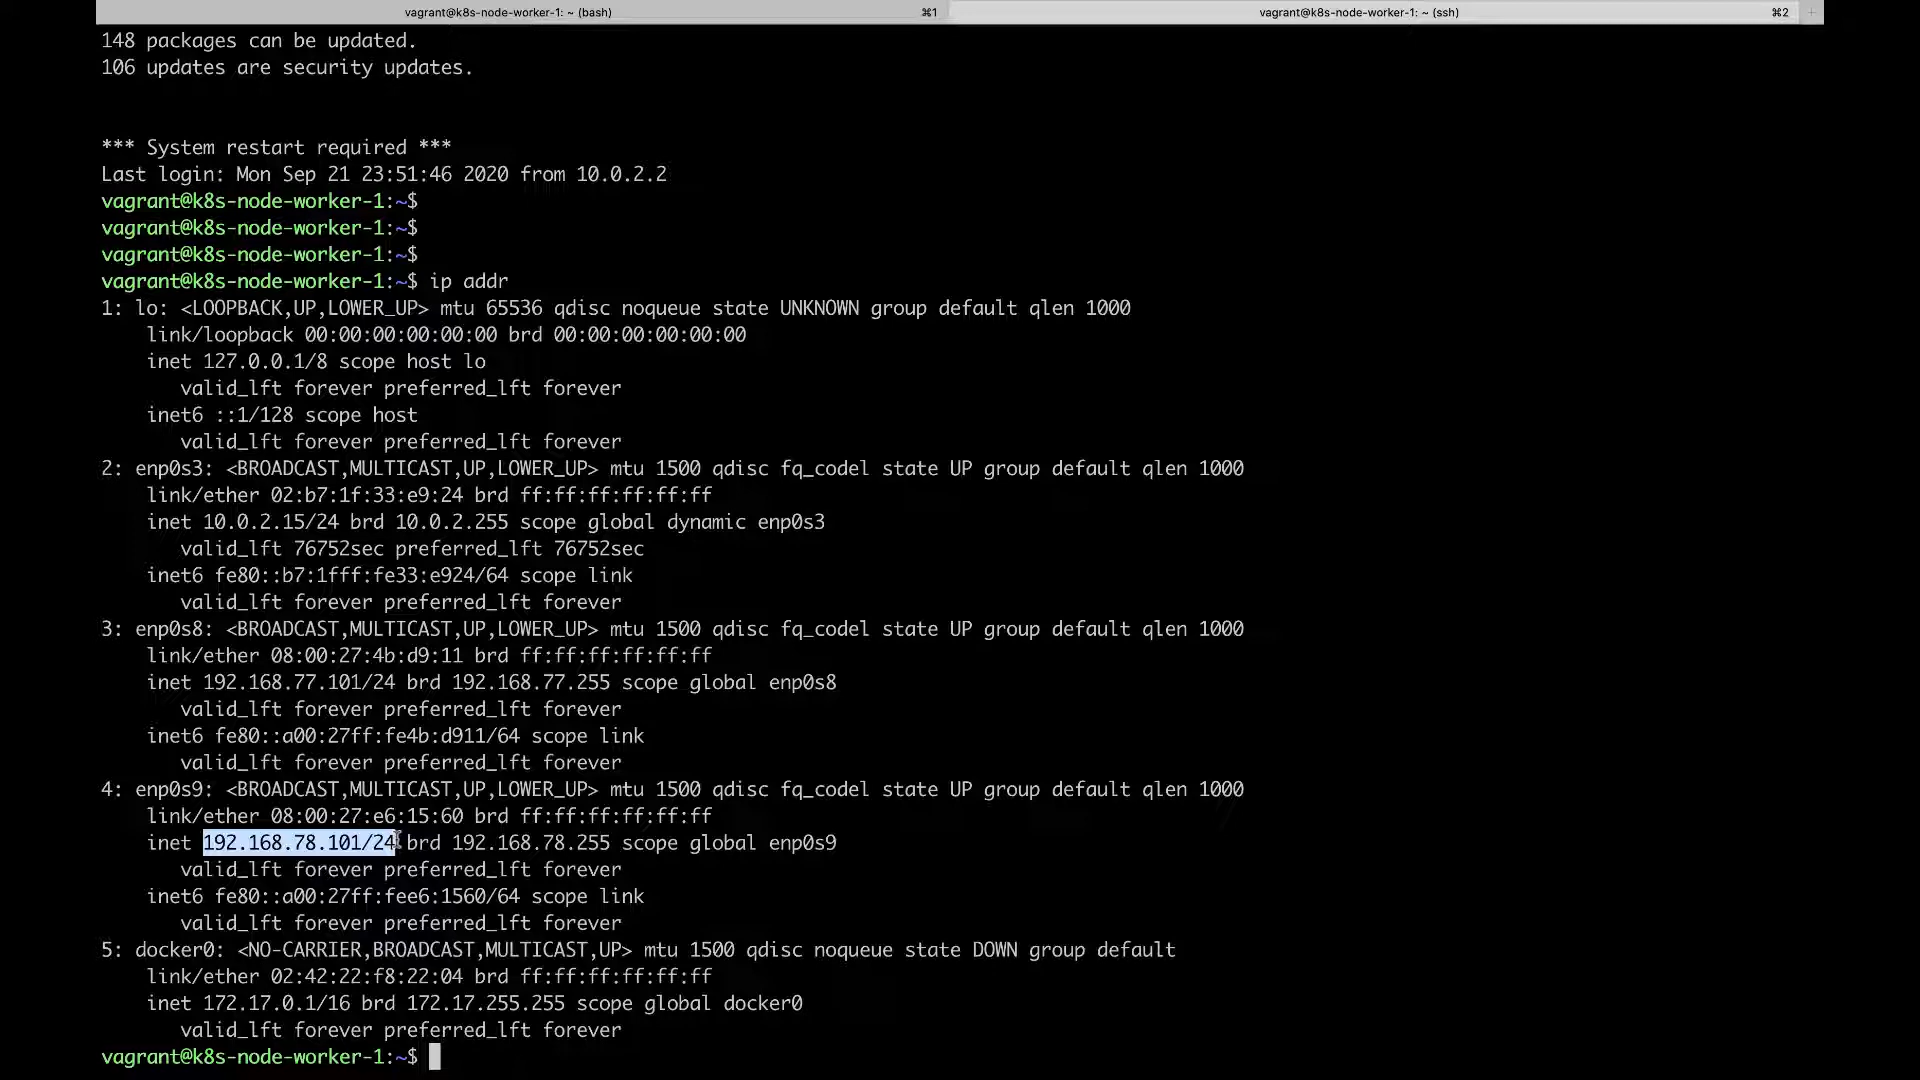 vagrant@k8s-node-worker-1: ~ (bash) ⌘1 vagrant@k8s-node-worker-1: ~ (ssh) ⌘2 +
148 packages can be updated.
106 updates are security updates.
*** System restart required ***
Last login: Mon Sep 21 23:51:46 2020 from 10.0.2.2
vagrant@k8s-node-worker-1:~$
vagrant@k8s-node-worker-1:~$
vagrant@k8s-node-worker-1:~$
vagrant@k8s-node-worker-1:~$ ip addr
1: lo: <LOOPBACK,UP,LOWER_UP> mtu 65536 qdisc noqueue state UNKNOWN group default qlen 1000
    link/loopback 00:00:00:00:00:00 brd 00:00:00:00:00:00
    inet 127.0.0.1/8 scope host lo
       valid_lft forever preferred_lft forever
    inet6 ::1/128 scope host
       valid_lft forever preferred_lft forever
2: enp0s3: <BROADCAST,MULTICAST,UP,LOWER_UP> mtu 1500 qdisc fq_codel state UP group default qlen 1000
    link/ether 02:b7:1f:33:e9:24 brd ff:ff:ff:ff:ff:ff
    inet 10.0.2.15/24 brd 10.0.2.255 scope global dynamic enp0s3
       valid_lft 76752sec preferred_lft 76752sec
    inet6 fe80::b7:1fff:fe33:e924/64 scope link
       valid_lft forever preferred_lft forever
3: enp0s8: <BROADCAST,MULTICAST,UP,LOWER_UP> mtu 1500 qdisc fq_codel state UP group default qlen 1000
    link/ether 08:00:27:4b:d9:11 brd ff:ff:ff:ff:ff:ff
    inet 192.168.77.101/24 brd 192.168.77.255 scope global enp0s8
       valid_lft forever preferred_lft forever
    inet6 fe80::a00:27ff:fe4b:d911/64 scope link
       valid_lft forever preferred_lft forever
4: enp0s9: <BROADCAST,MULTICAST,UP,LOWER_UP> mtu 1500 qdisc fq_codel state UP group default qlen 1000
    link/ether 08:00:27:e6:15:60 brd ff:ff:ff:ff:ff:ff
    inet 192.168.78.101/24 brd 192.168.78.255 scope global enp0s9
       valid_lft forever preferred_lft forever
    inet6 fe80::a00:27ff:fee6:1560/64 scope link
       valid_lft forever preferred_lft forever
5: docker0: <NO-CARRIER,BROADCAST,MULTICAST,UP> mtu 1500 qdisc noqueue state DOWN group default
    link/ether 02:42:22:f8:22:04 brd ff:ff:ff:ff:ff:ff
    inet 172.17.0.1/16 brd 172.17.255.255 scope global docker0
       valid_lft forever preferred_lft forever
vagrant@k8s-node-worker-1:~$